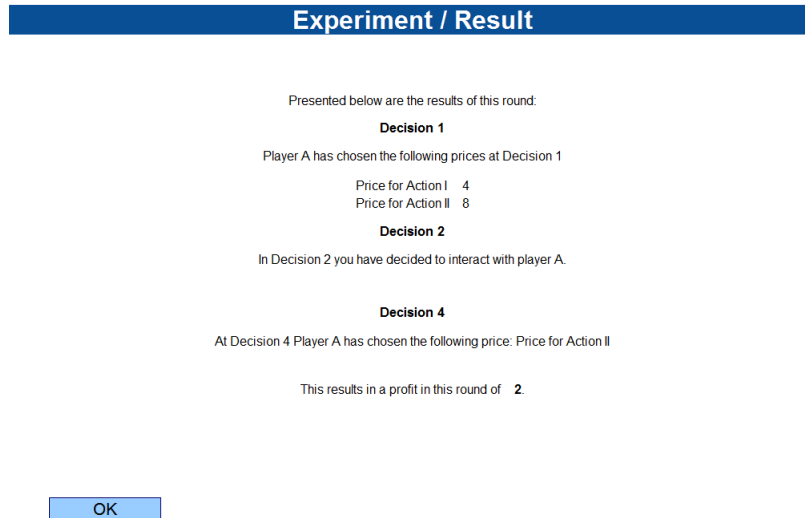 Experiment / Result
Presented below are the results of this round:
Decision 1
Player A has chosen the following prices at Decision 1
Price for Action I 4
Price for Action II 8
Decision 2
In Decision 2 you have decided to interact with player A.
Decision 4
At Decision 4 Player A has chosen the following price: Price for Action II
This results in a profit in this round of 2.
OK